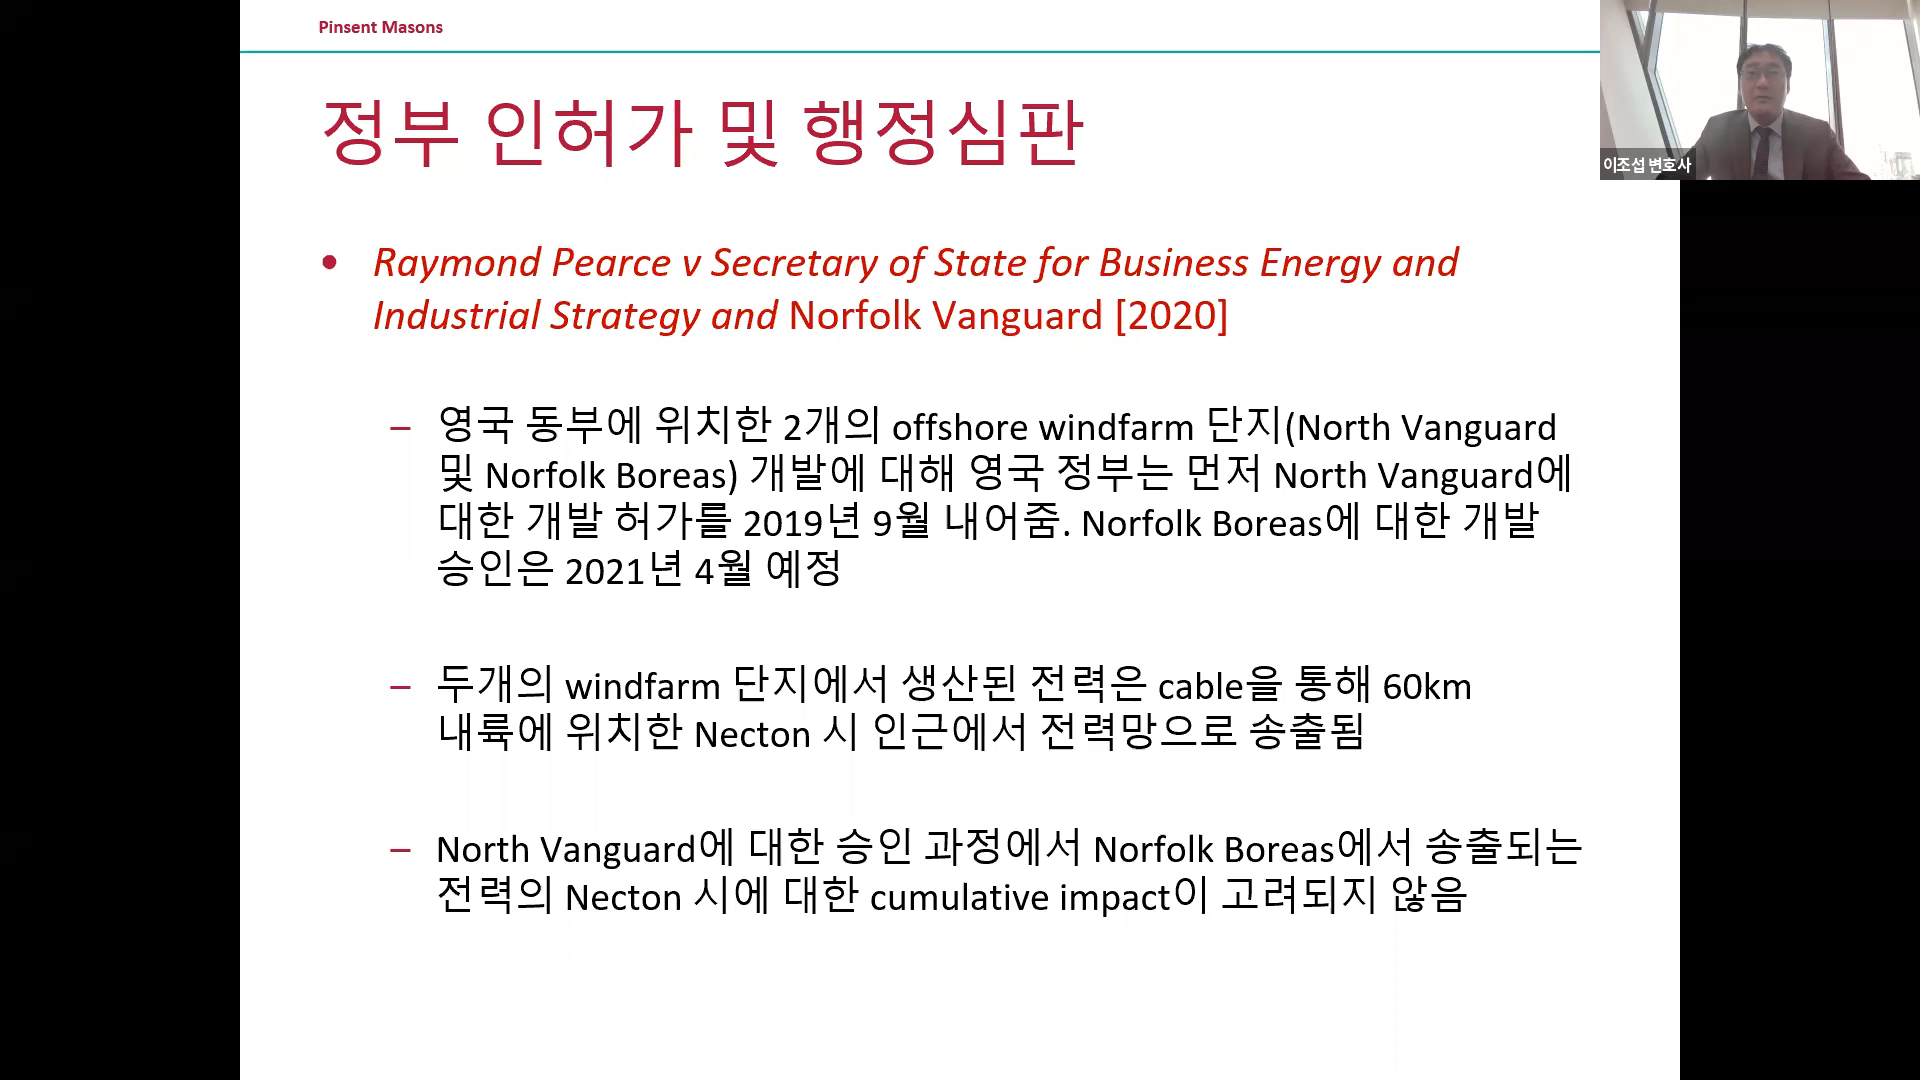 Pinsent Masons
이조섭 변호사
정부 인허가 및 행정심판
• Raymond Pearce v Secretary of State for Business Energy and
Industrial Strategy and Norfolk Vanguard [2020]
– 영국 동부에 위치한 2개의 offshore windfarm 단지(North Vanguard
및 Norfolk Boreas) 개발에 대해 영국 정부는 먼저 North Vanguard에
대한 개발 허가를 2019년 9월 내어줌. Norfolk Boreas에 대한 개발
승인은 2021년 4월 예정
– 두개의 windfarm 단지에서 생산된 전력은 cable을 통해 60km
내륙에 위치한 Necton 시 인근에서 전력망으로 송출됨
– North Vanguard에 대한 승인 과정에서 Norfolk Boreas에서 송출되는
전력의 Necton 시에 대한 cumulative impact이 고려되지 않음